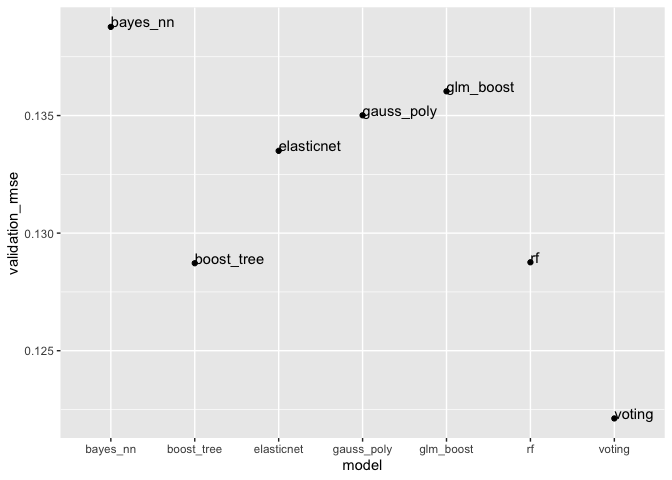 bayes_nn
glm_boost
0.135
gauss_poly
elasticnet
validation_rmse
0.130
boost_tree
rf
0.125
voting
bayes_nn boost_tree elasticnet gauss_poly glm_boost rf voting
model